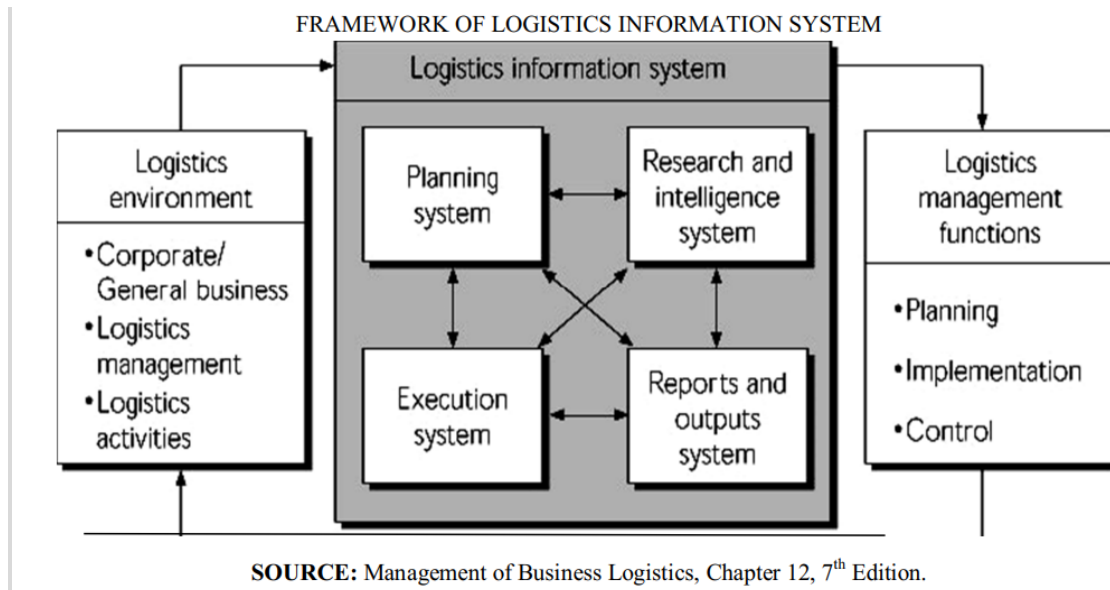 FRAMEWORK OF LOGISTICS INFORMATION SYSTEM
Logistics information system
Logistics
environment
•Corporate/
General business
•Logistics
management
•Logistics
activities
Planning
system
Research and
intelligence
system
Execution
system
Reports and
outputs
system
Logistics
management
functions
•Planning
•Implementation
•Control
SOURCE: Management of Business Logistics, Chapter 12, 7th Edition.